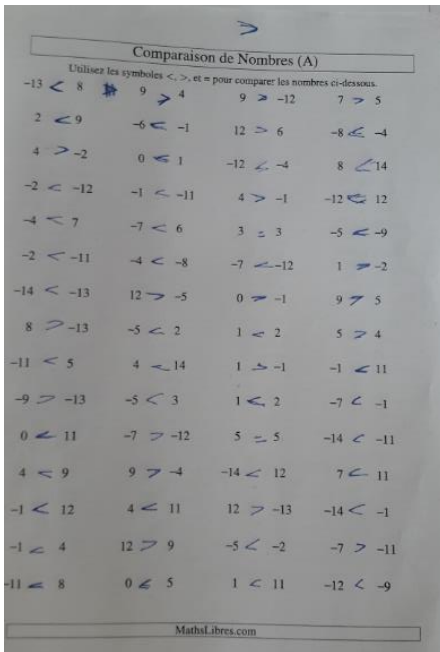 >
Comparaison de Nombres (A)
Utilisez les symboles <, >, et = pour comparer les nombres ci-dessous.
-13 < 8 9 > 4 9 > -12 7 > 5
2 < 9 -6 < -1 12 > 6 -8 < -4
4 > -2 0 < 1 -12 < -4 8 < 14
-2 < -12 -1 < -11 4 > -1 -12 < 12
-4 < 7 -7 < 6 3 = 3 -5 < -9
-2 < -11 -4 < -8 -7 < -12 1 > -2
-14 < -13 12 > -5 0 > -1 9 > 5
8 > -13 -5 < 2 1 < 2 5 > 4
-11 < 5 4 < 14 1 > -1 -1 < 11
-9 > -13 -5 < 3 1 < 2 -7 < -1
0 < 11 -7 > -12 5 = 5 -14 < -11
4 < 9 9 > -4 -14 < 12 7 < 11
-1 < 12 4 < 11 12 > -13 -14 < -1
-1 < 4 12 > 9 -5 < -2 -7 > -11
-11 < 8 0 < 5 1 < 11 -12 < -9
MathsLibres.com